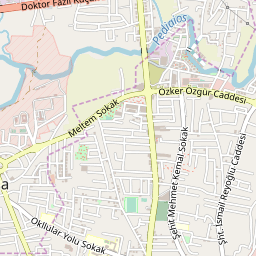 Doktor Fazıl Küçük
Pedieos
Özker Özgür Caddesi
Meltem Sokak
Şehit Mehmet Kemal Sokak
Şht. İsmail Reyoğlu Caddesi
a
Okullular Yolu Sokak